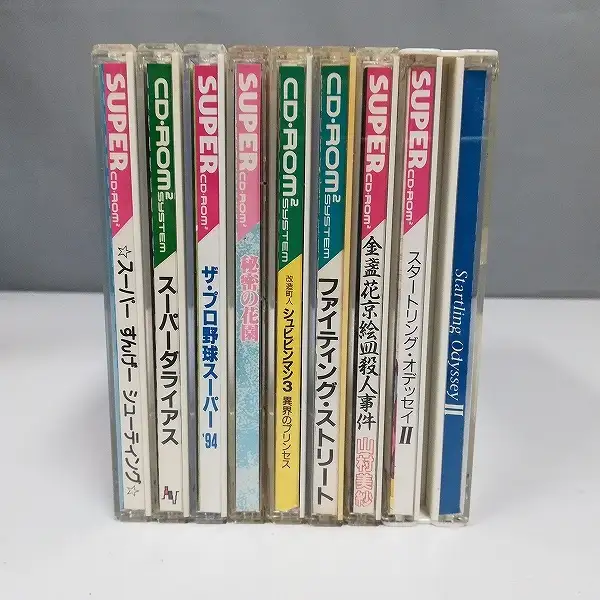 SUPER CD-ROM²
☆スーパー すんげー シューティング☆
CD・ROM² SYSTEM
スーパーダライアス
SUPER CD-ROM²
ザ・プロ野球スーパー'94
SUPER CD-ROM²
秘密の花園
CD・ROM² SYSTEM
改造町人 シュビビンマン3 異界のプリンセス
CD・ROM² SYSTEM
ファイティング・ストリート
SUPER CD-ROM²
金盞花京絵皿殺人事件
山村美紗
SUPER CD-ROM²
スタートリング・オデッセイII
Startling Odyssey II